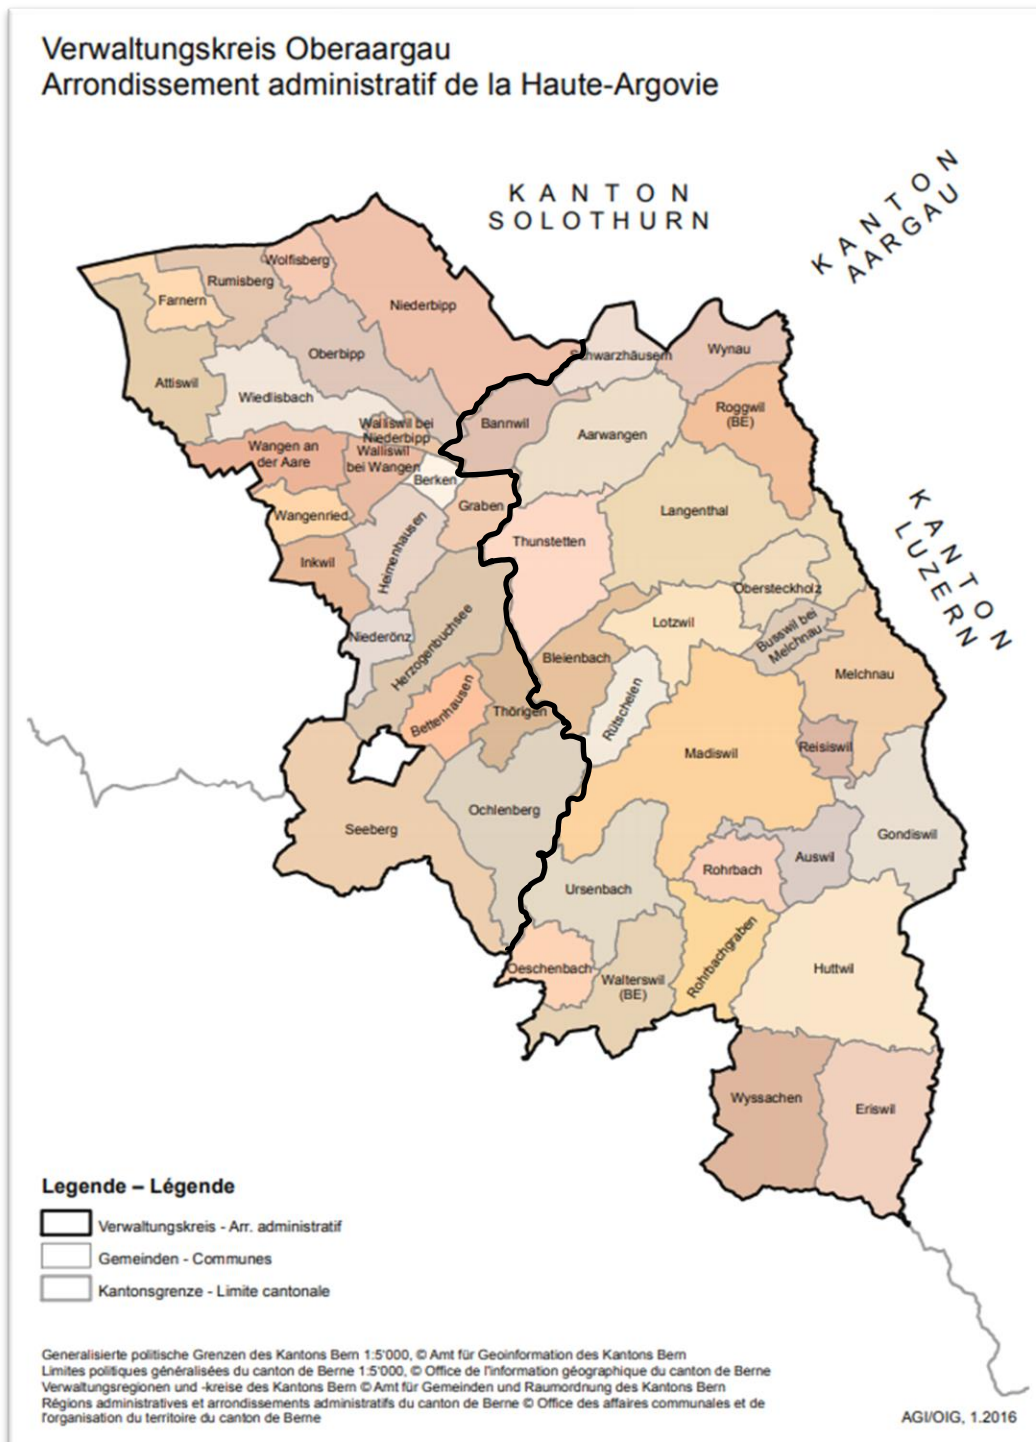 Verwaltungskreis Oberaargau
Arrondissement administratif de la Haute-Argovie
KANTON
SOLOTHURN
KANTON
AARGAU
Wolfisberg
Rumisberg
Farnern
Niederbipp
Oberbipp
Schwarzhäusern
Wynau
Attiswil
Wiedlisbach
Roggwil
(BE)
Walliswil bei
Niederbipp
Bannwil
Aarwangen
Wangen an
der Aare
Walliswil
bei Wangen
Berken
Graben
Langenthal
KANTON
LUZERN
Wangenried
Heimenhausen
Thunstetten
Inkwil
Obersteckholz
Niederönz
Herzogenbuchsee
Lotzwil
Busswil bei
Melchnau
Bleienbach
Melchnau
Bettenhausen
Thörigen
Rütschelen
Madiswil
Reisiswil
Ochlenberg
Seeberg
Gondiswil
Auswil
Rohrbach
Ursenbach
Rohrbachgraben
Oeschenbach
Walterswil
(BE)
Huttwil
Wyssachen
Eriswil
Legende – Légende
Verwaltungskreis - Arr. administratif
Gemeinden - Communes
Kantonsgrenze - Limite cantonale
Generalisierte politische Grenzen des Kantons Bern 1:5'000, © Amt für Geoinformation des Kantons Bern
Limites politiques généralisées du canton de Berne 1:5'000, © Office de l'information géographique du canton de Berne
Verwaltungsregionen und -kreise des Kantons Bern © Amt für Gemeinden und Raumordnung des Kantons Bern
Régions administratives et arrondissements administratifs du canton de Berne © Office des affaires communales et de
l'organisation du territoire du canton de Berne
AGI/OIG, 1.2016